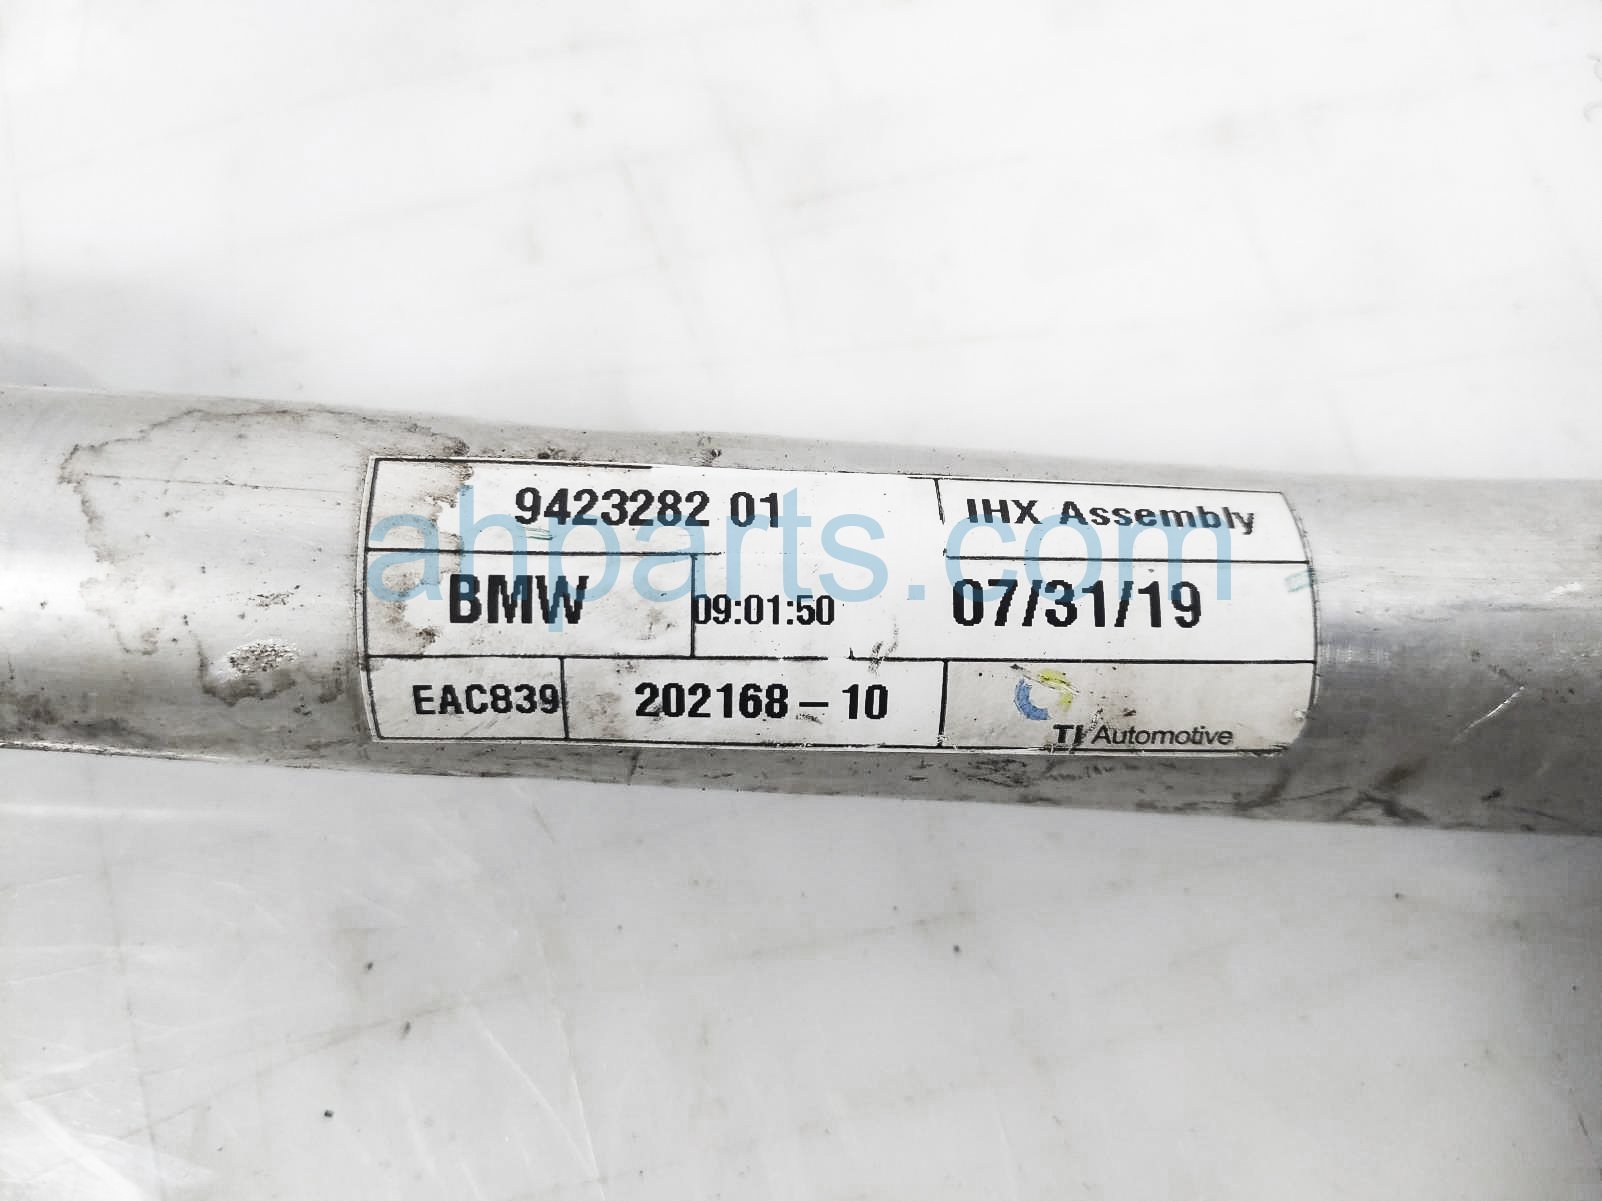 9423282 01 IHX Assembly
BMW 09:01:50 07/31/19
EAC839 202168-10 TI Automotive
ahparts.com